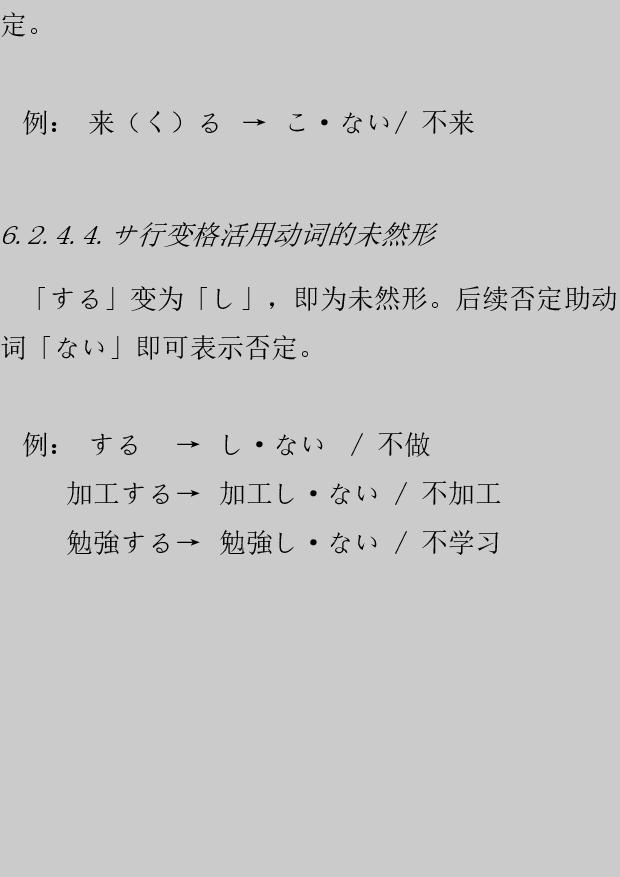 定。
例： 来（く）る → こ・ない/ 不来
6.2.4.4.サ行变格活用动词的未然形
「する」变为「し」，即为未然形。后续否定助动
词「ない」即可表示否定。
例： する → し・ない / 不做
加工する→ 加工し・ない / 不加工
勉強する→ 勉強し・ない / 不学习